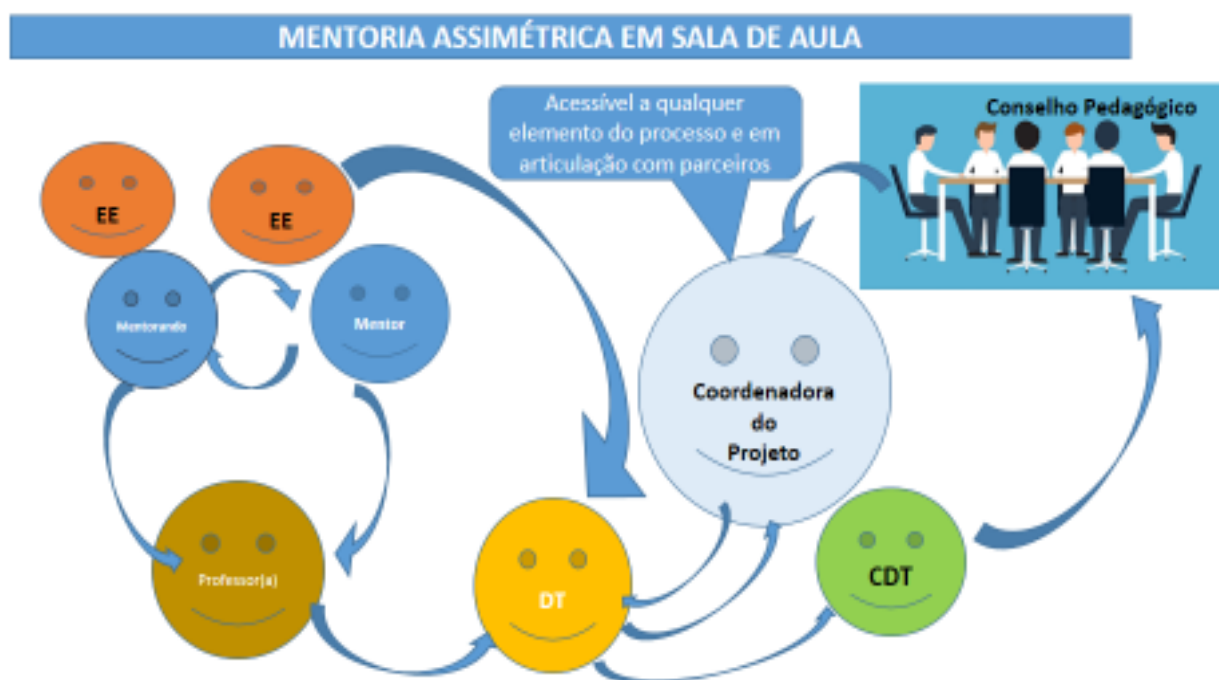 MENTORIA ASSIMÉTRICA EM SALA DE AULA
Acessível a qualquer
elemento do processo e em
articulação com parceiros
Conselho Pedagógico
EE
EE
Mentorando
Mentor
Coordenadora
do
Projeto
Professor(a)
DT
CDT